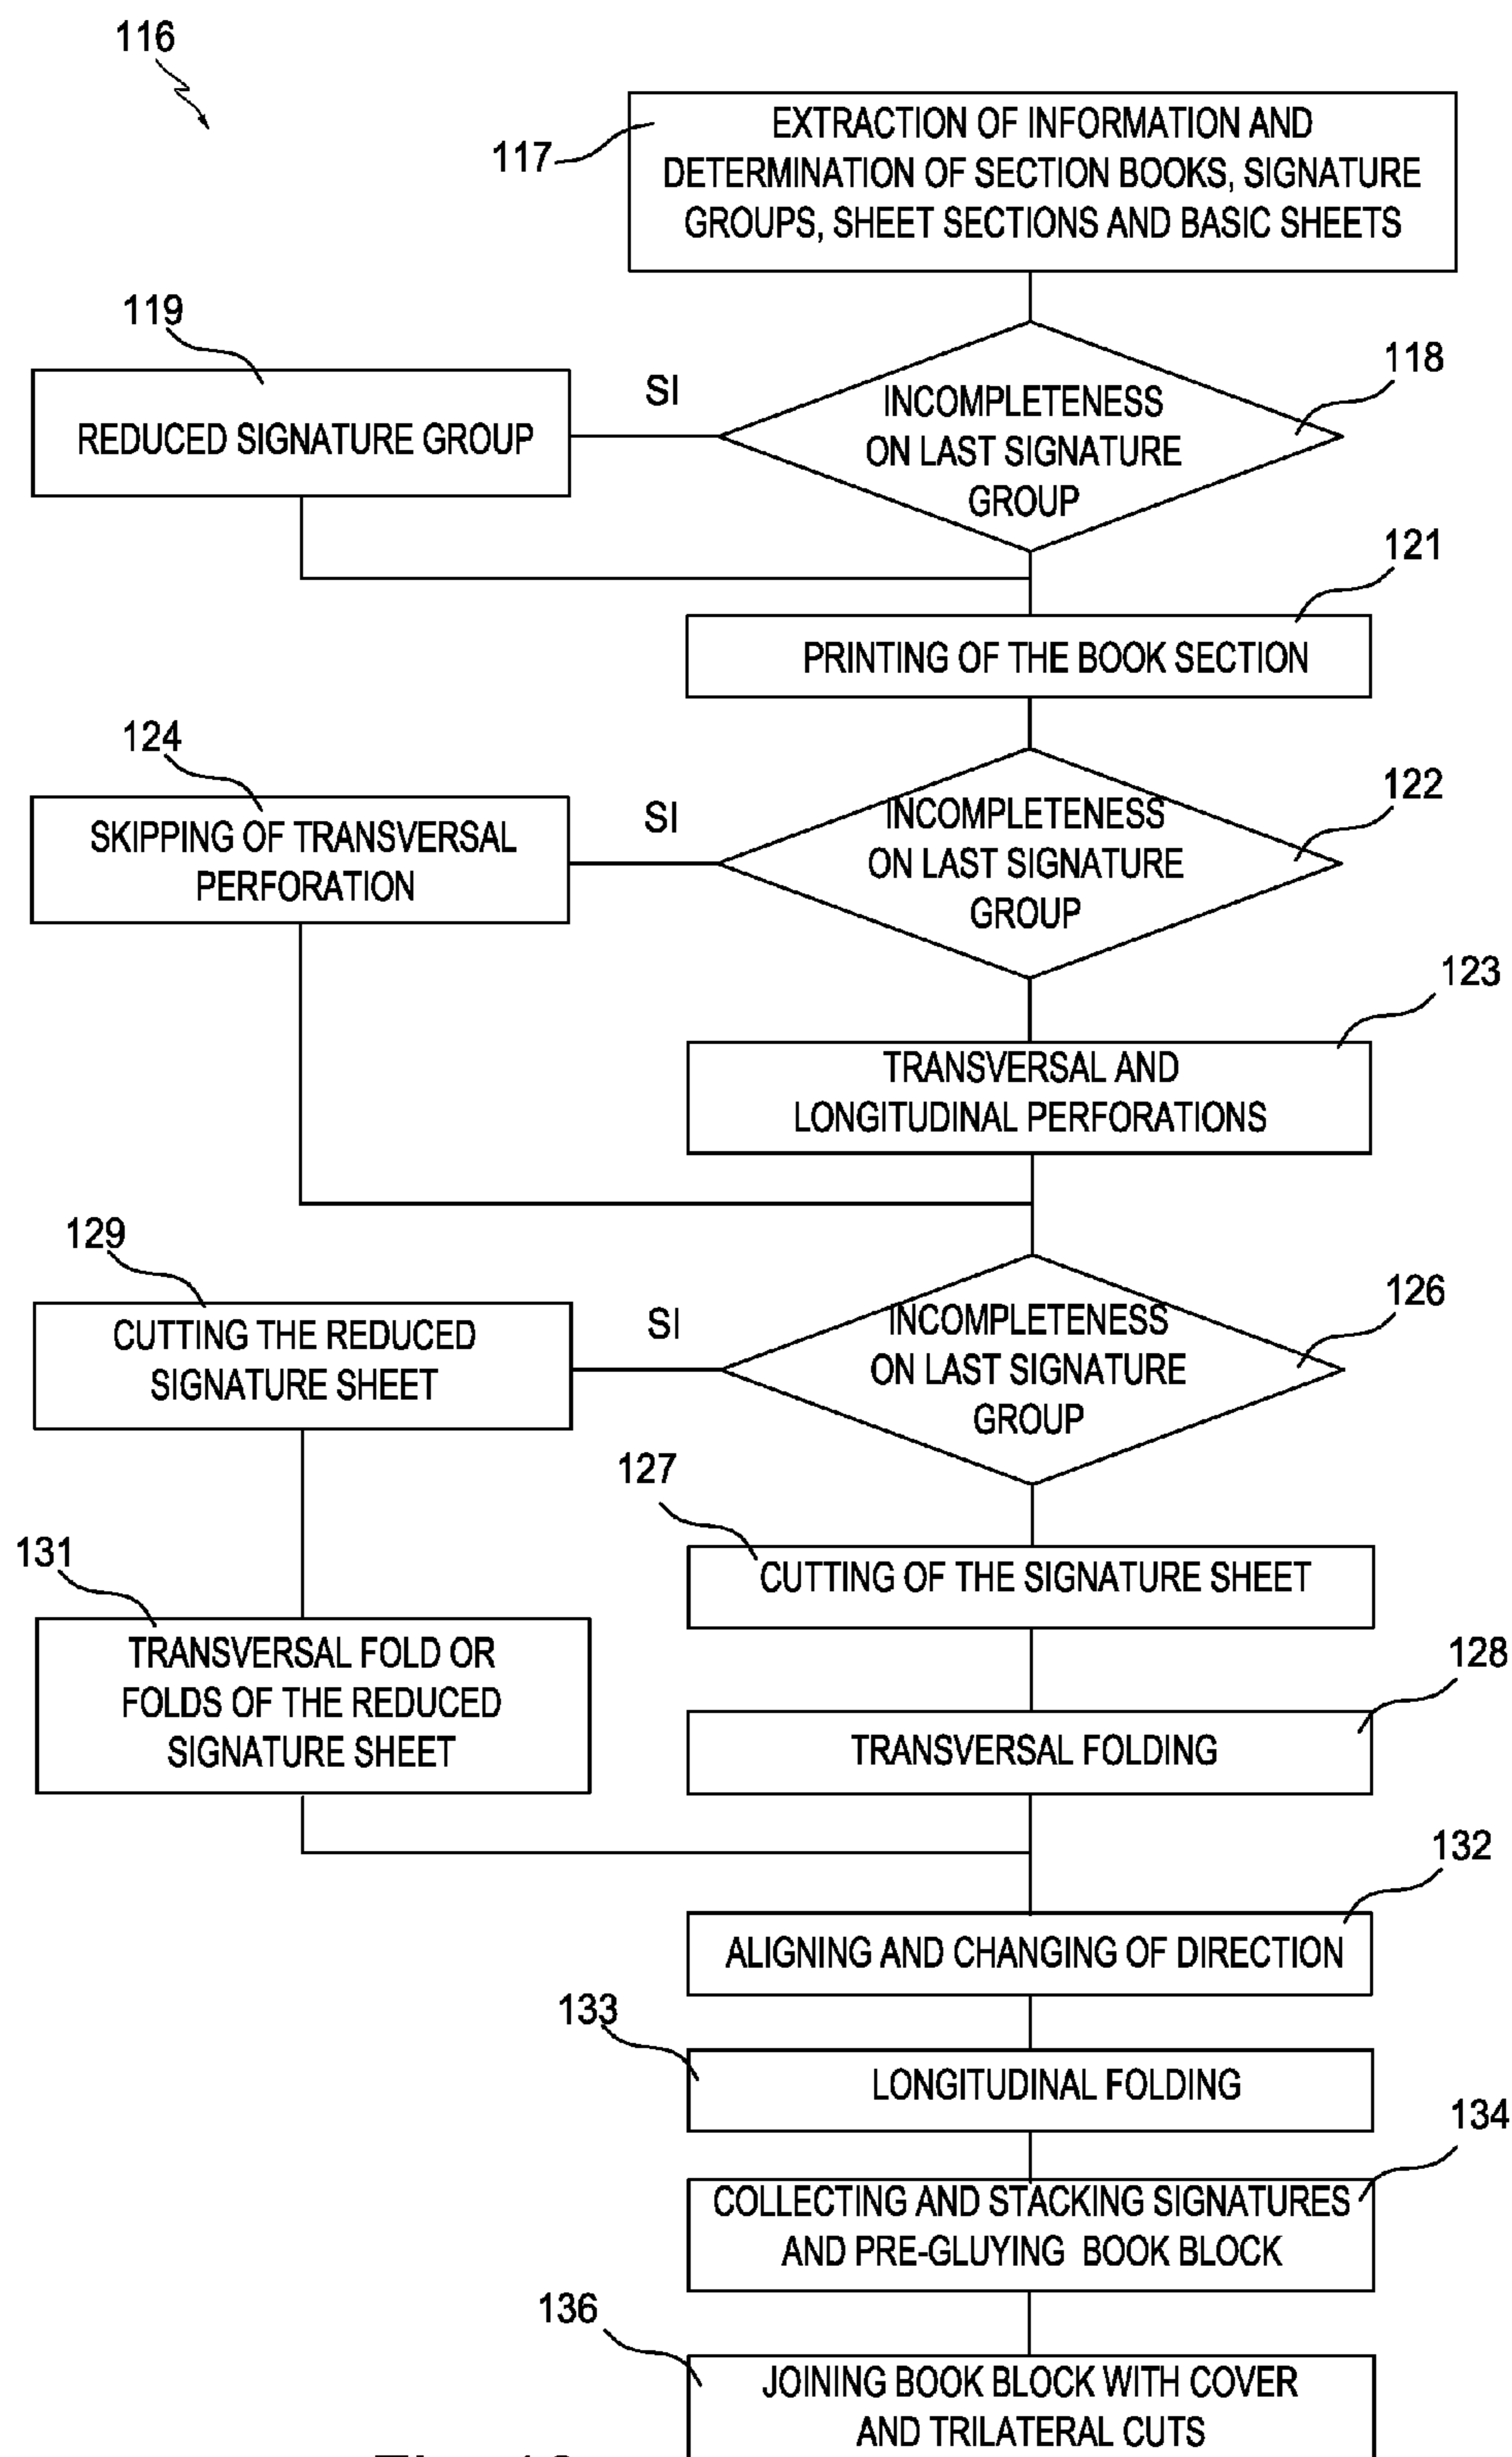 116
117
EXTRACTION OF INFORMATION AND
DETERMINATION OF SECTION BOOKS, SIGNATURE
GROUPS, SHEET SECTIONS AND BASIC SHEETS
119
REDUCED SIGNATURE GROUP
SI
118
INCOMPLETENESS
ON LAST SIGNATURE
GROUP
121
PRINTING OF THE BOOK SECTION
124
SKIPPING OF TRANSVERSAL
PERFORATION
SI
122
INCOMPLETENESS
ON LAST SIGNATURE
GROUP
123
TRANSVERSAL AND
LONGITUDINAL PERFORATIONS
129
CUTTING THE REDUCED
SIGNATURE SHEET
SI
126
INCOMPLETENESS
ON LAST SIGNATURE
GROUP
127
CUTTING OF THE SIGNATURE SHEET
131
TRANSVERSAL FOLD OR
FOLDS OF THE REDUCED
SIGNATURE SHEET
128
TRANSVERSAL FOLDING
132
ALIGNING AND CHANGING OF DIRECTION
133
LONGITUDINAL FOLDING
134
COLLECTING AND STACKING SIGNATURES
AND PRE-GLUYING BOOK BLOCK
136
JOINING BOOK BLOCK WITH COVER
AND TRILATERAL CUTS